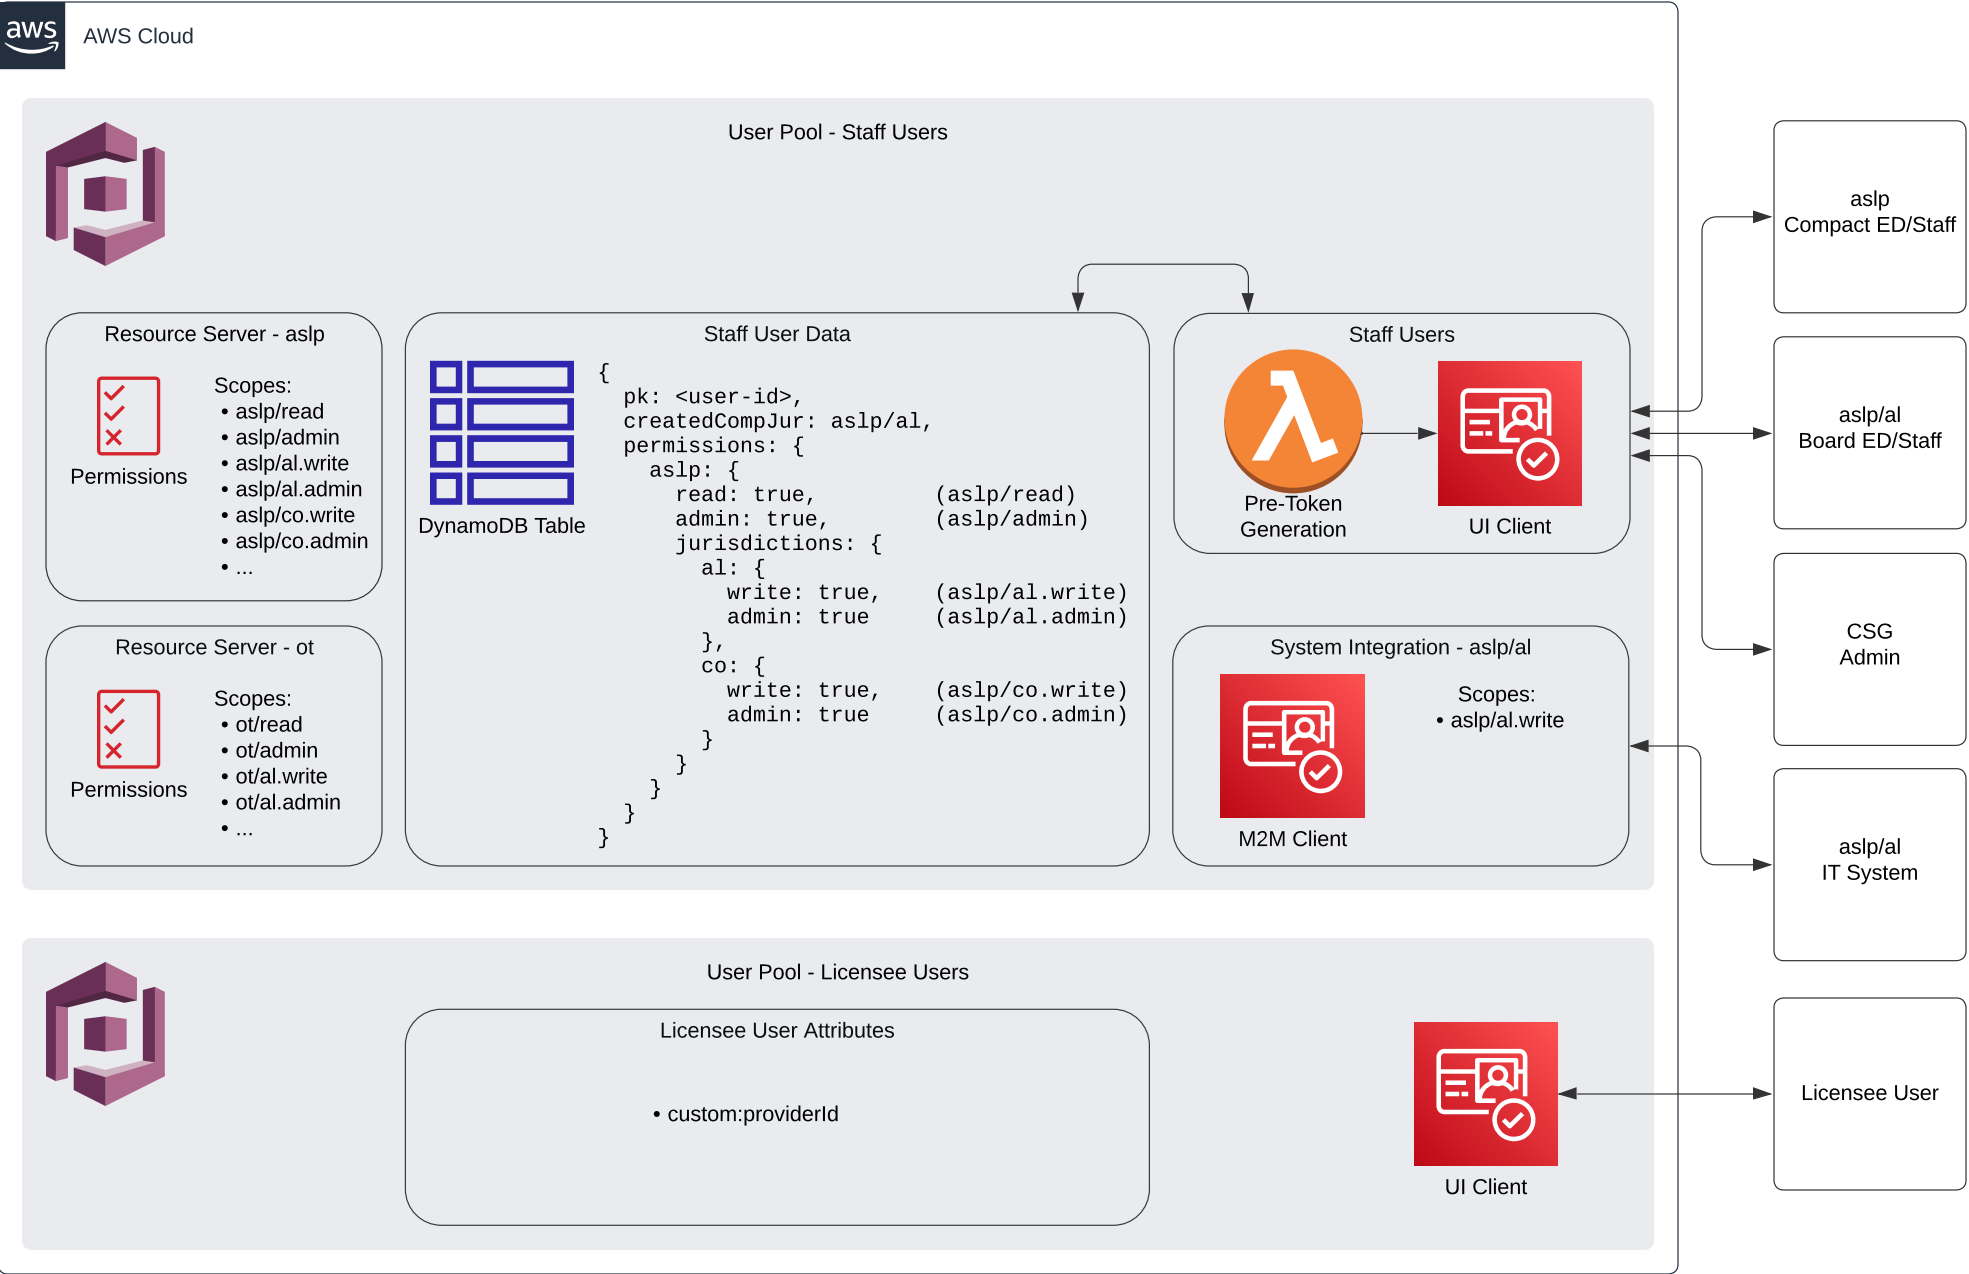 aws
AWS Cloud
User Pool - Staff Users
Resource Server - aslp
Permissions
Scopes:
• aslp/read
• aslp/admin
• aslp/al.write
• aslp/al.admin
• aslp/co.write
• aslp/co.admin
• ...
Resource Server - ot
Permissions
Scopes:
• ot/read
• ot/admin
• ot/al.write
• ot/al.admin
• ...
Staff User Data
DynamoDB Table
{
  pk: <user-id>,
  createdCompJur: aslp/al,
  permissions: {
    aslp: {
      read: true,         (aslp/read)
      admin: true,        (aslp/admin)
      jurisdictions: {
        al: {
          write: true,    (aslp/al.write)
          admin: true     (aslp/al.admin)
        },
        co: {
          write: true,    (aslp/co.write)
          admin: true     (aslp/co.admin)
        }
      }
    }
  }
}
Staff Users
Pre-Token
Generation
UI Client
System Integration - aslp/al
M2M Client
Scopes:
• aslp/al.write
aslp
Compact ED/Staff
aslp/al
Board ED/Staff
CSG
Admin
aslp/al
IT System
User Pool - Licensee Users
Licensee User Attributes
• custom:providerId
UI Client
Licensee User